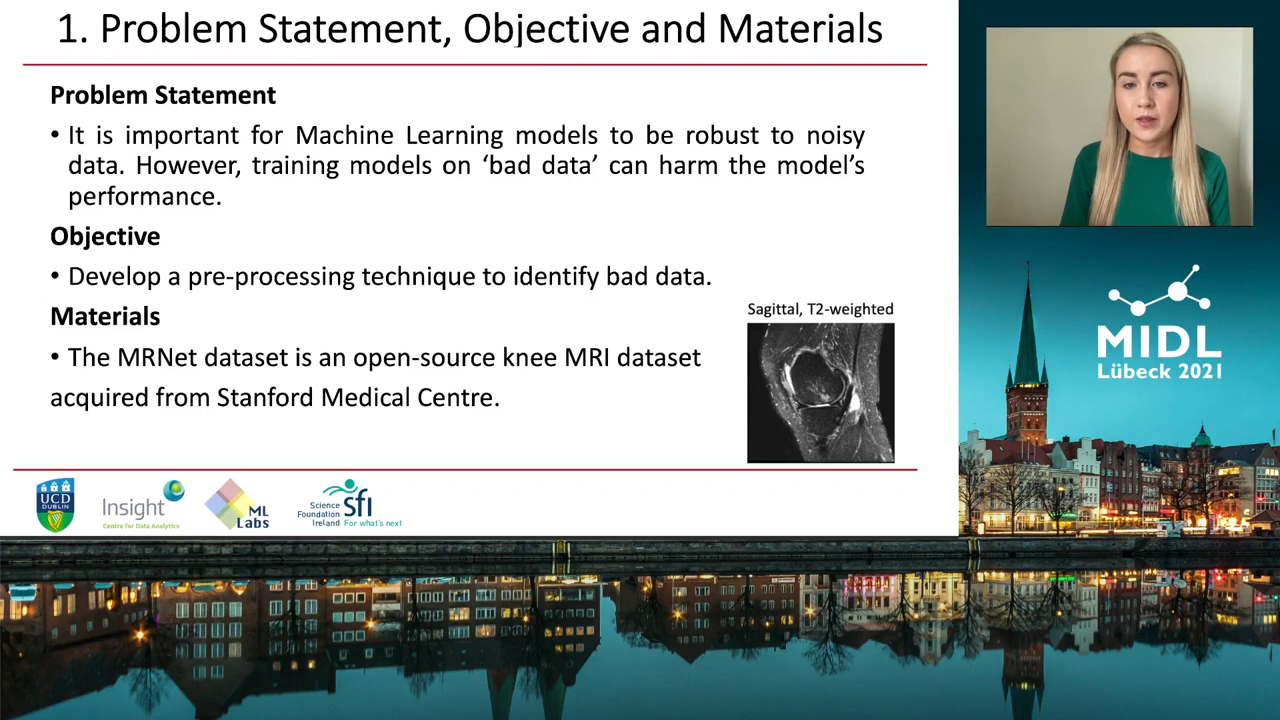 1. Problem Statement, Objective and Materials
Problem Statement
• It is important for Machine Learning models to be robust to noisy
data. However, training models on ‘bad data’ can harm the model’s
performance.
Objective
• Develop a pre-processing technique to identify bad data.
Materials
• The MRNet dataset is an open-source knee MRI dataset
acquired from Stanford Medical Centre.
Sagittal, T2-weighted
UCD
DUBLIN
Insight
Centre for Data Analytics
ML
Labs
Science
Foundation
Ireland
sfi
For what's next
MIDL
Lübeck 2021